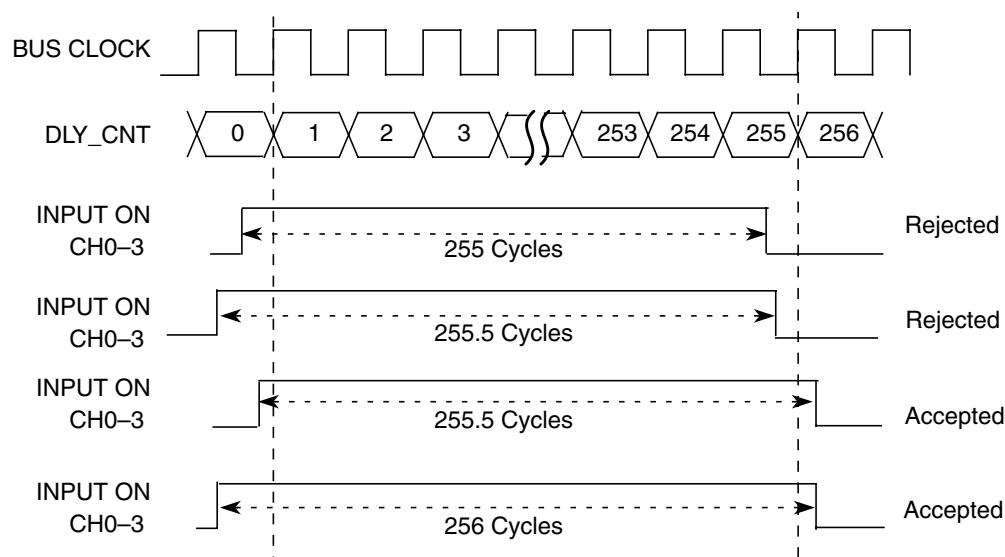 BUS CLOCK
DLY_CNT
0 1 2 3 253 254 255 256
INPUT ON
CH0–3
255 Cycles
Rejected
INPUT ON
CH0–3
255.5 Cycles
Rejected
INPUT ON
CH0–3
255.5 Cycles
Accepted
INPUT ON
CH0–3
256 Cycles
Accepted